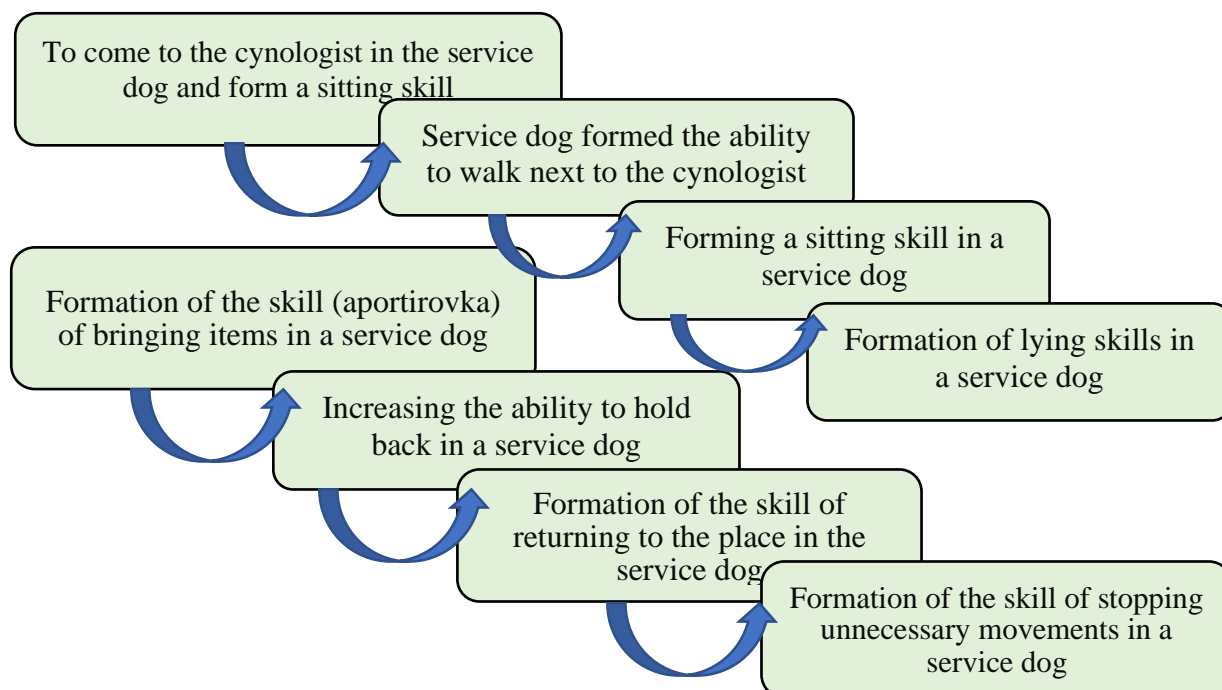 To come to the cynologist in the service
dog and form a sitting skill
Service dog formed the ability
to walk next to the cynologist
Forming a sitting skill in a
service dog
Formation of lying skills in
a service dog
Formation of the skill (aportirovka)
of bringing items in a service dog
Increasing the ability to hold
back in a service dog
Formation of the skill of
returning to the place in the
service dog
Formation of the skill of stopping
unnecessary movements in a
service dog